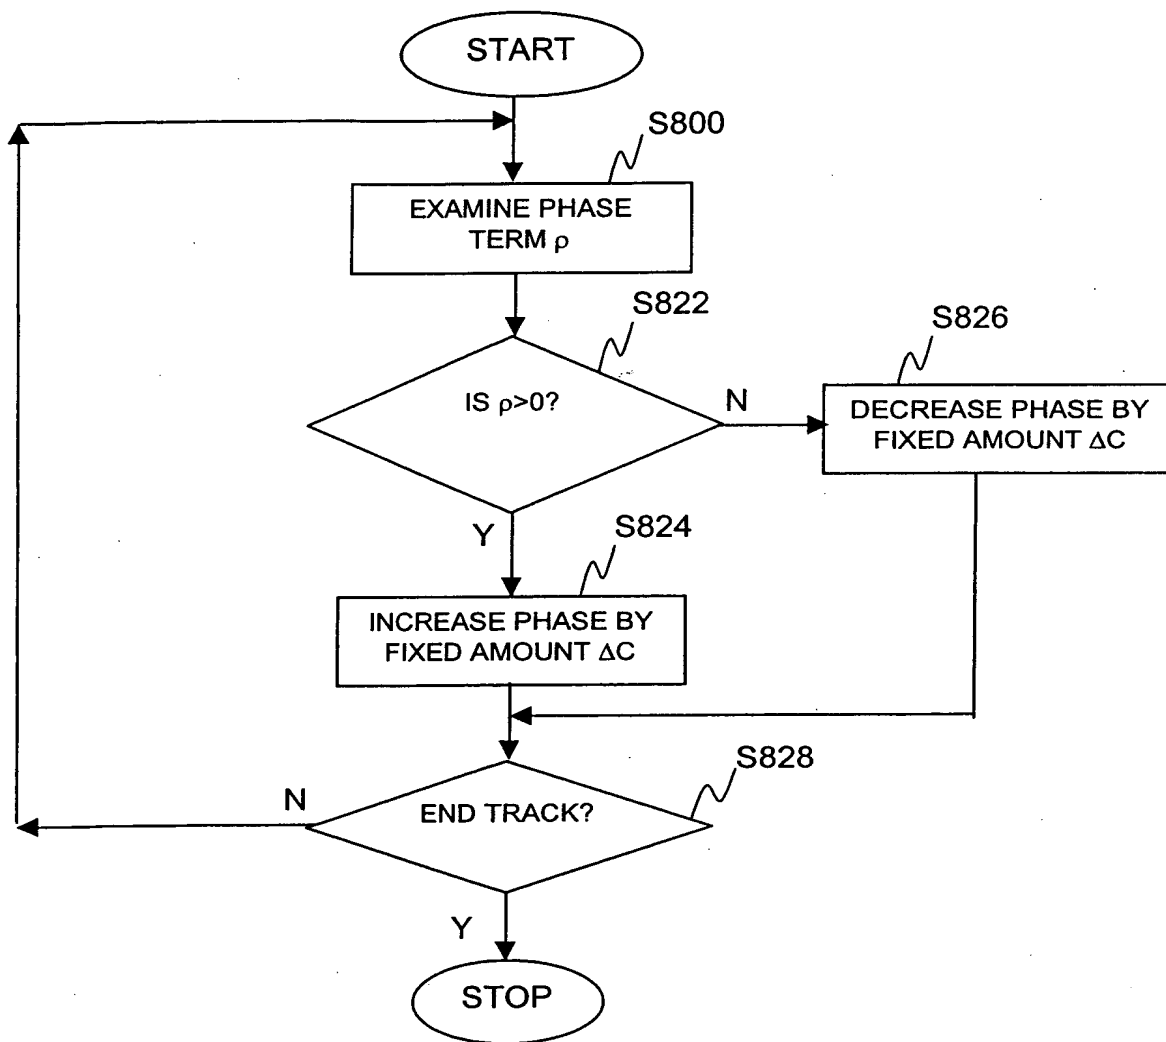 START
S800
EXAMINE PHASE
TERM ρ
S822
IS ρ>0?
N
S826
DECREASE PHASE BY
FIXED AMOUNT ΔC
Y
S824
INCREASE PHASE BY
FIXED AMOUNT ΔC
S828
N
END TRACK?
Y
STOP